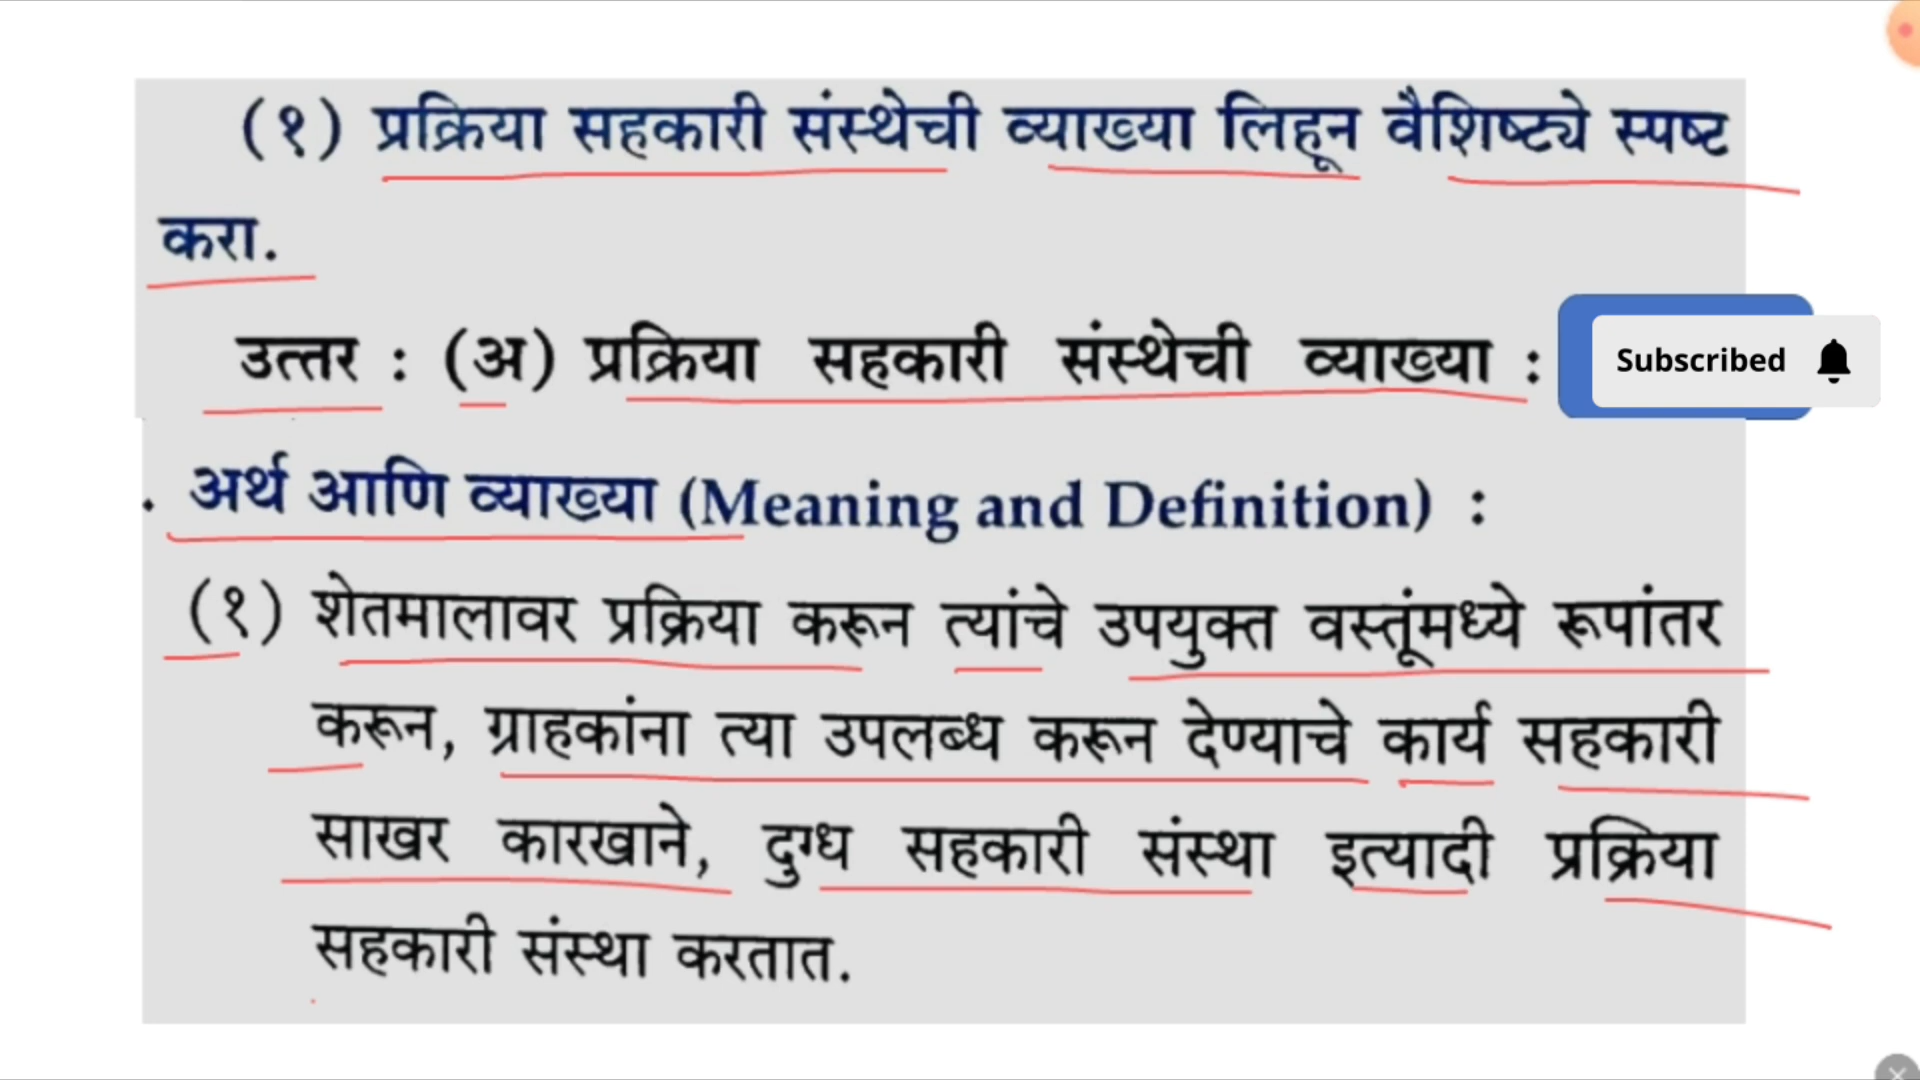 (१) प्रक्रिया सहकारी संस्थेची व्याख्या लिहून वैशिष्ट्ये स्पष्ट
करा.
उत्तर : (अ) प्रक्रिया सहकारी संस्थेची व्याख्या :
Subscribed
. अर्थ आणि व्याख्या (Meaning and Definition) :
(१) शेतमालावर प्रक्रिया करून त्यांचे उपयुक्त वस्तूंमध्ये रूपांतर
करून, ग्राहकांना त्या उपलब्ध करून देण्याचे कार्य सहकारी
साखर कारखाने, दुग्ध सहकारी संस्था इत्यादी प्रक्रिया
सहकारी संस्था करतात.